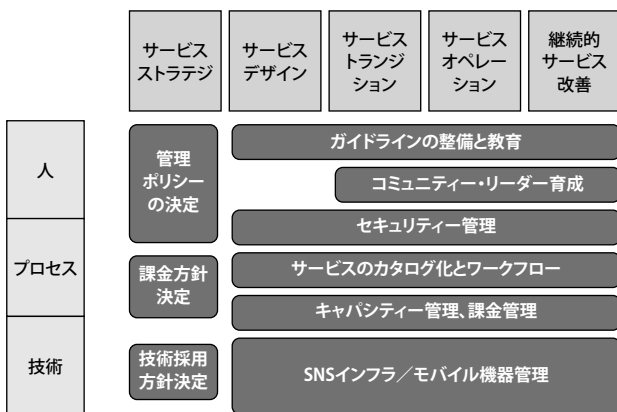 サービス
ストラテジ
サービス
デザイン
サービス
トランジ
ション
サービス
オペレー
ション
継続的
サービス
改善
人
管理
ポリシー
の決定
ガイドラインの整備と教育
コミュニティー・リーダー育成
セキュリティー管理
プロセス
課金方針
決定
サービスのカタログ化とワークフロー
キャパシティー管理、課金管理
技術
技術採用
方針決定
SNSインフラ／モバイル機器管理